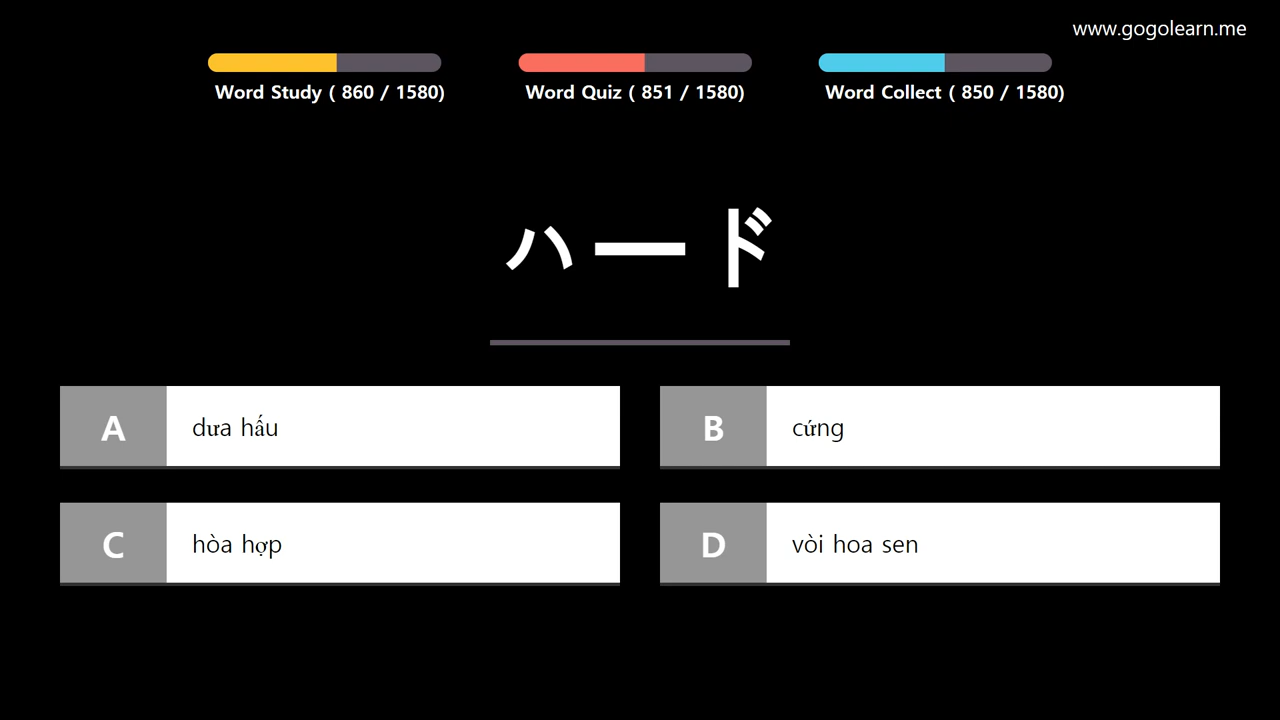 www.gogolearn.me
Word Study ( 860 / 1580)
Word Quiz ( 851 / 1580)
Word Collect ( 850 / 1580)
ハード
A dưa hấu
B cứng
C hòa hợp
D vòi hoa sen